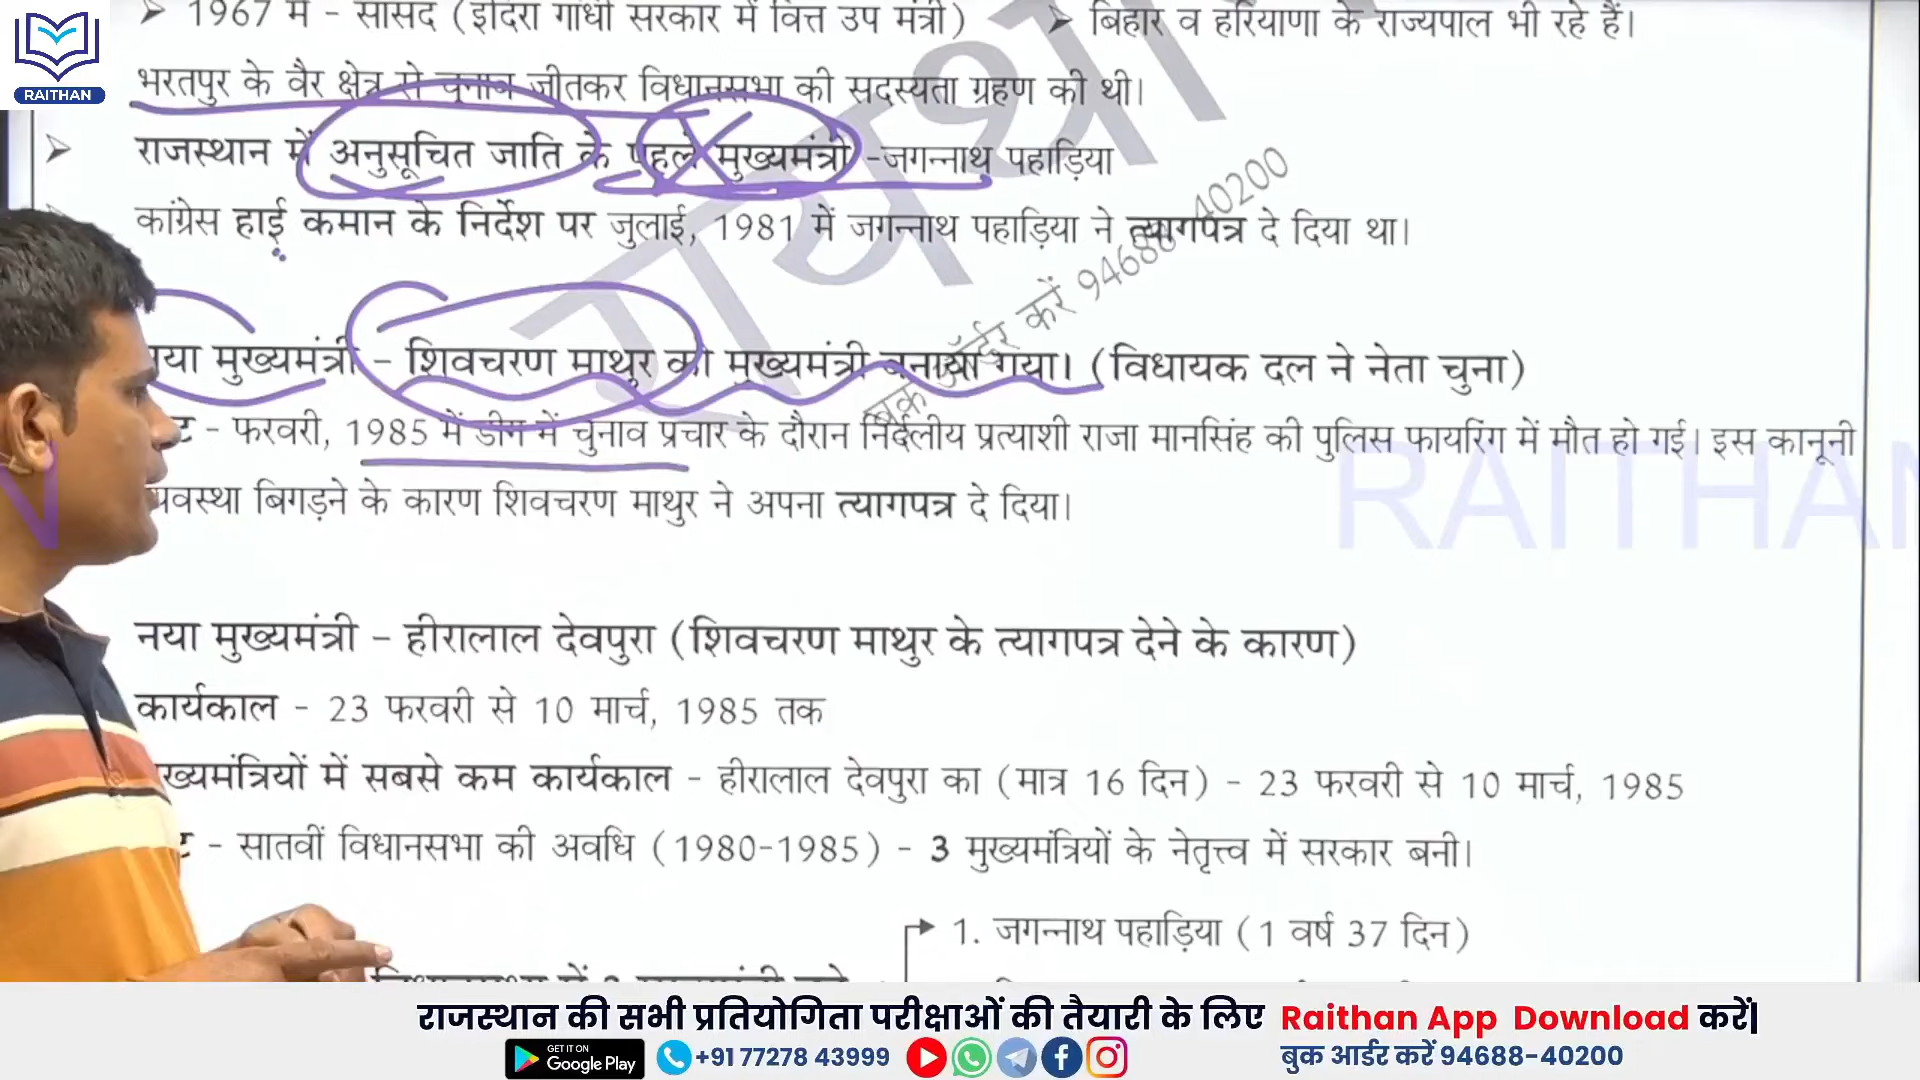 RAITHAN
➤ 1967 में - सांसद (इंदिरा गांधी सरकार में वित्त उप मंत्री) ➤ बिहार व हरियाणा के राज्यपाल भी रहे हैं।
भरतपुर के वैर क्षेत्र से चुनाव जीतकर विधानसभा की सदस्यता ग्रहण की थी।
➤ राजस्थान में अनुसूचित जाति के पहले मुख्यमंत्री -जगन्नाथ पहाड़िया
कांग्रेस हाई कमान के निर्देश पर जुलाई, 1981 में जगन्नाथ पहाड़िया ने त्यागपत्र दे दिया था।
मुख्यमंत्री - शिवचरण माथुर को मुख्यमंत्री बनाया गया। (विधायक दल ने नेता चुना)
- फरवरी, 1985 में डीग में चुनाव प्रचार के दौरान निर्दलीय प्रत्याशी राजा मानसिंह की पुलिस फायरिंग में मौत हो गई। इस कानूनी
बिगड़ने के कारण शिवचरण माथुर ने अपना त्यागपत्र दे दिया।
नया मुख्यमंत्री - हीरालाल देवपुरा (शिवचरण माथुर के त्यागपत्र देने के कारण)
कार्यकाल - 23 फरवरी से 10 मार्च, 1985 तक
में सबसे कम कार्यकाल - हीरालाल देवपुरा का (मात्र 16 दिन) - 23 फरवरी से 10 मार्च, 1985
- सातवीं विधानसभा की अवधि (1980-1985) - 3 मुख्यमंत्रियों के नेतृत्त्व में सरकार बनी।
1. जगन्नाथ पहाड़िया (1 वर्ष 37 दिन)
बुक ऑर्डर करें 94688-40200
RAITHAN
राजस्थान की सभी प्रतियोगिता परीक्षाओं की तैयारी के लिए Raithan App Download करें|
GET IT ON
Google Play
+91 77278 43999
बुक आर्डर करें 94688-40200